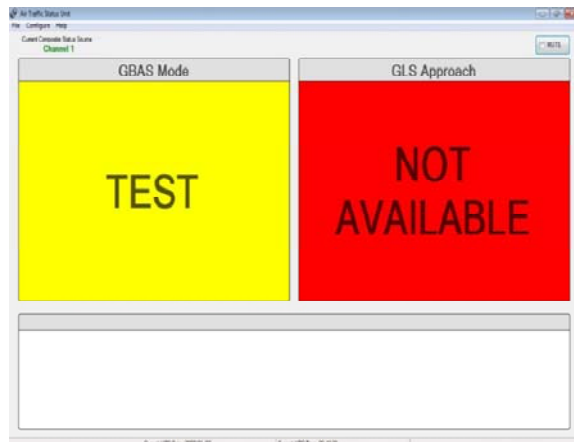 Air Traffic Status Unit
File Configure Help
Current Composite Status Source
Channel 1
MUTE
GBAS Mode
GLS Approach
TEST
NOT
AVAILABLE